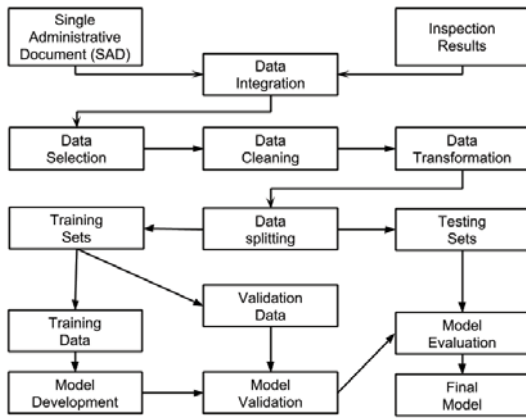 Single
Administrative
Document (SAD)
Inspection
Results
Data
Integration
Data
Selection
Data
Cleaning
Data
Transformation
Training
Sets
Data
splitting
Testing
Sets
Validation
Data
Training
Data
Model
Evaluation
Model
Development
Model
Validation
Final
Model